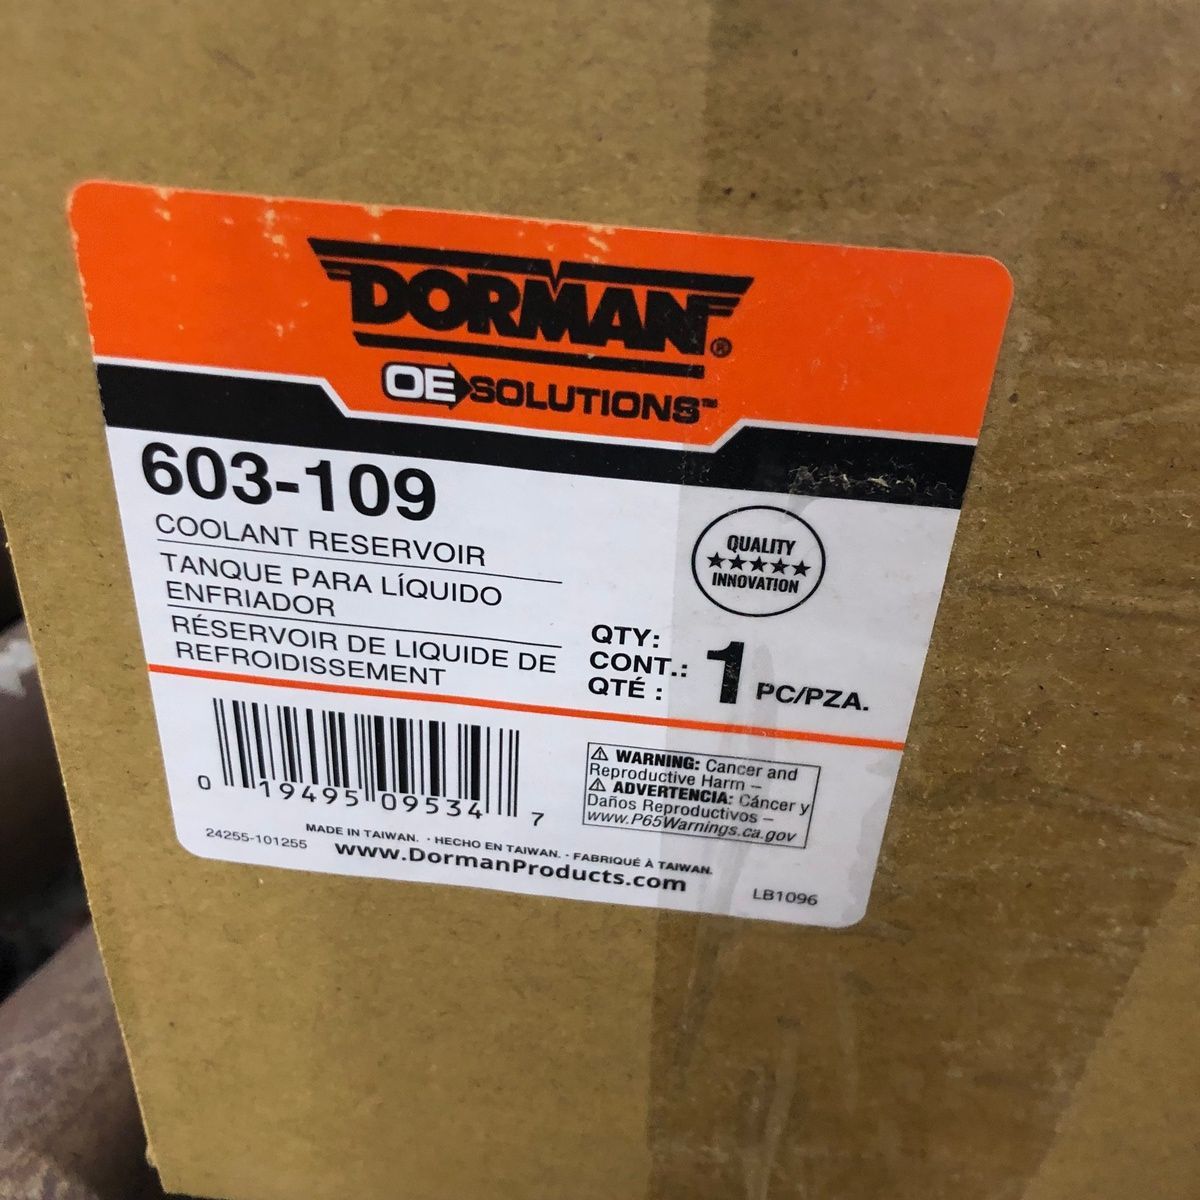 DORMAN®
OE SOLUTIONS™
603-109
COOLANT RESERVOIR
TANQUE PARA LÍQUIDO
ENFRIADOR
RÉSERVOIR DE LIQUIDE DE
REFROIDISSEMENT
QUALITY
★★★★★
INNOVATION
QTY:
CONT.:
QTÉ :
1 PC/PZA.
0 19495 09534 7
⚠ WARNING: Cancer and
Reproductive Harm –
⚠ ADVERTENCIA: Cáncer y
Daños Reproductivos –
www.P65Warnings.ca.gov
24255-101255
MADE IN TAIWAN. · HECHO EN TAIWAN. · FABRIQUÉ À TAIWAN.
www.DormanProducts.com
LB1096